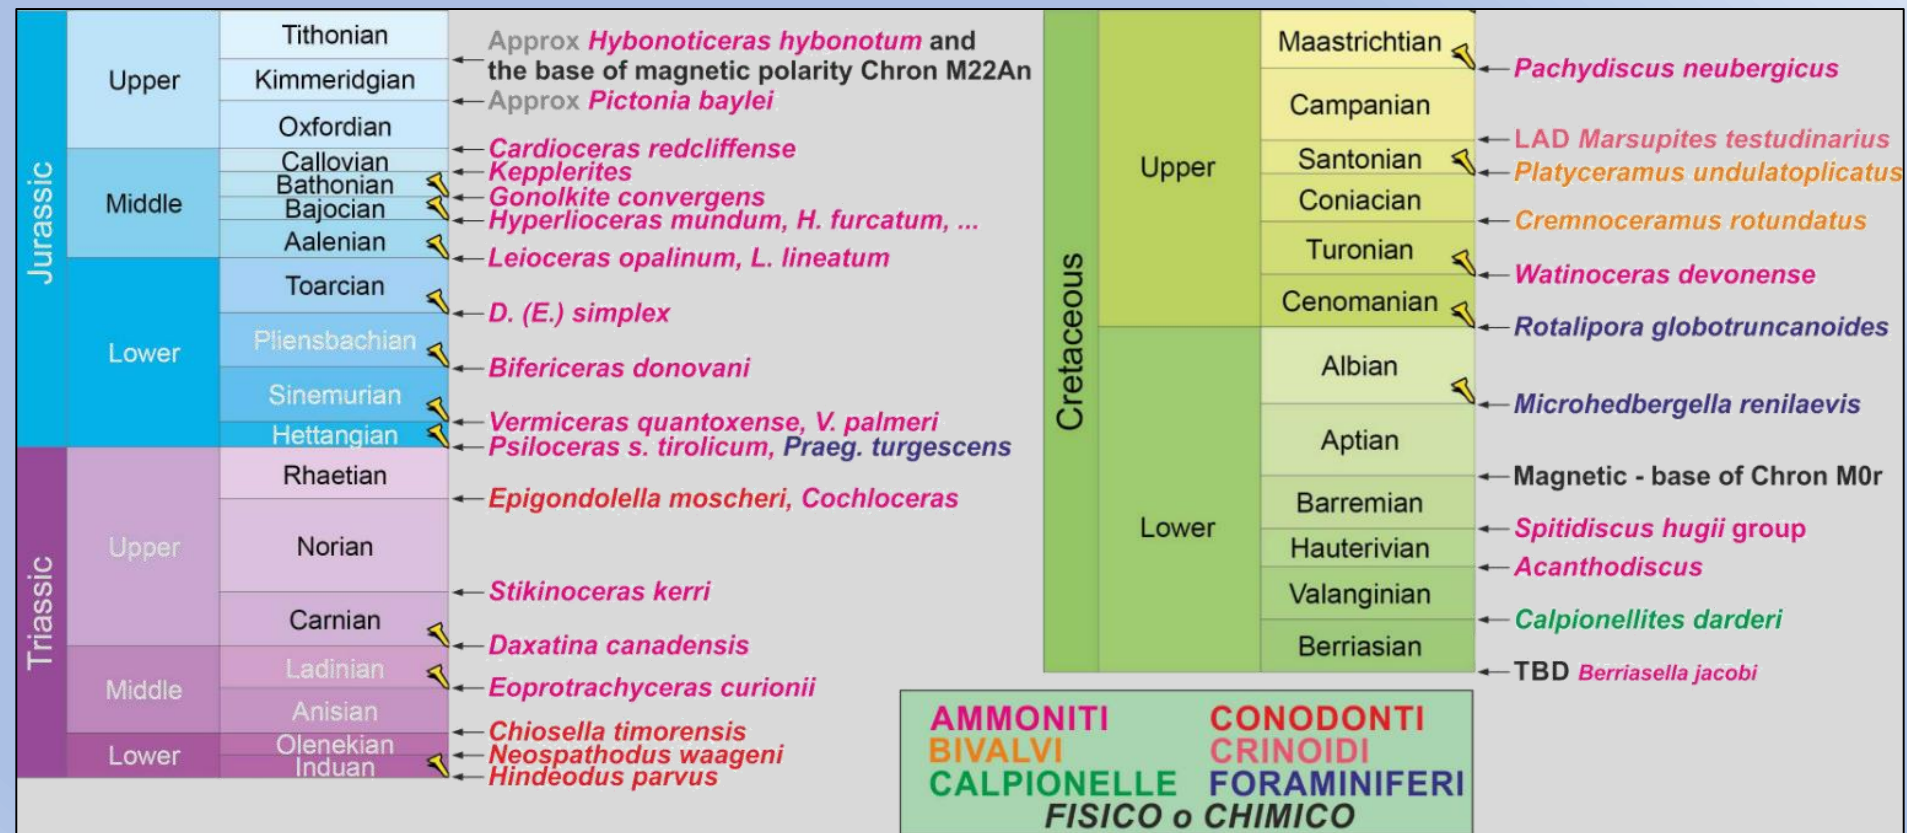 Jurassic
Upper
Tithonian
Kimmeridgian
Oxfordian
Middle
Callovian
Bathonian
Bajocian
Aalenian
Lower
Toarcian
Pliensbachian
Sinemurian
Hettangian
Triassic
Upper
Rhaetian
Norian
Carnian
Middle
Ladinian
Anisian
Lower
Olenekian
Induan
Approx Hybonoticeras hybonotum and
the base of magnetic polarity Chron M22An
Approx Pictonia baylei
Cardioceras redcliffense
Kepplerites
Gonolkite convergens
Hyperlioceras mundum, H. furcatum, ...
Leioceras opalinum, L. lineatum
D. (E.) simplex
Bifericeras donovani
Vermiceras quantoxense, V. palmeri
Psiloceras s. tirolicum, Praeg. turgescens
Epigondolella moscheri, Cochloceras
Stikinoceras kerri
Daxatina canadensis
Eoprotrachyceras curionii
Chiosella timorensis
Neospathodus waageni
Hindeodus parvus
Cretaceous
Upper
Maastrichtian
Campanian
Santonian
Coniacian
Turonian
Cenomanian
Lower
Albian
Aptian
Barremian
Hauterivian
Valanginian
Berriasian
Pachydiscus neubergicus
LAD Marsupites testudinarius
Platyceramus undulatoplicatus
Cremnoceramus rotundatus
Watinoceras devonense
Rotalipora globotruncanoides
Microhedbergella renilaevis
Magnetic - base of Chron M0r
Spitidiscus hugii group
Acanthodiscus
Calpionellites darderi
TBD Berriasella jacobi
AMMONITI CONODONTI
BIVALVI CRINOIDI
CALPIONELLE FORAMINIFERI
FISICO o CHIMICO